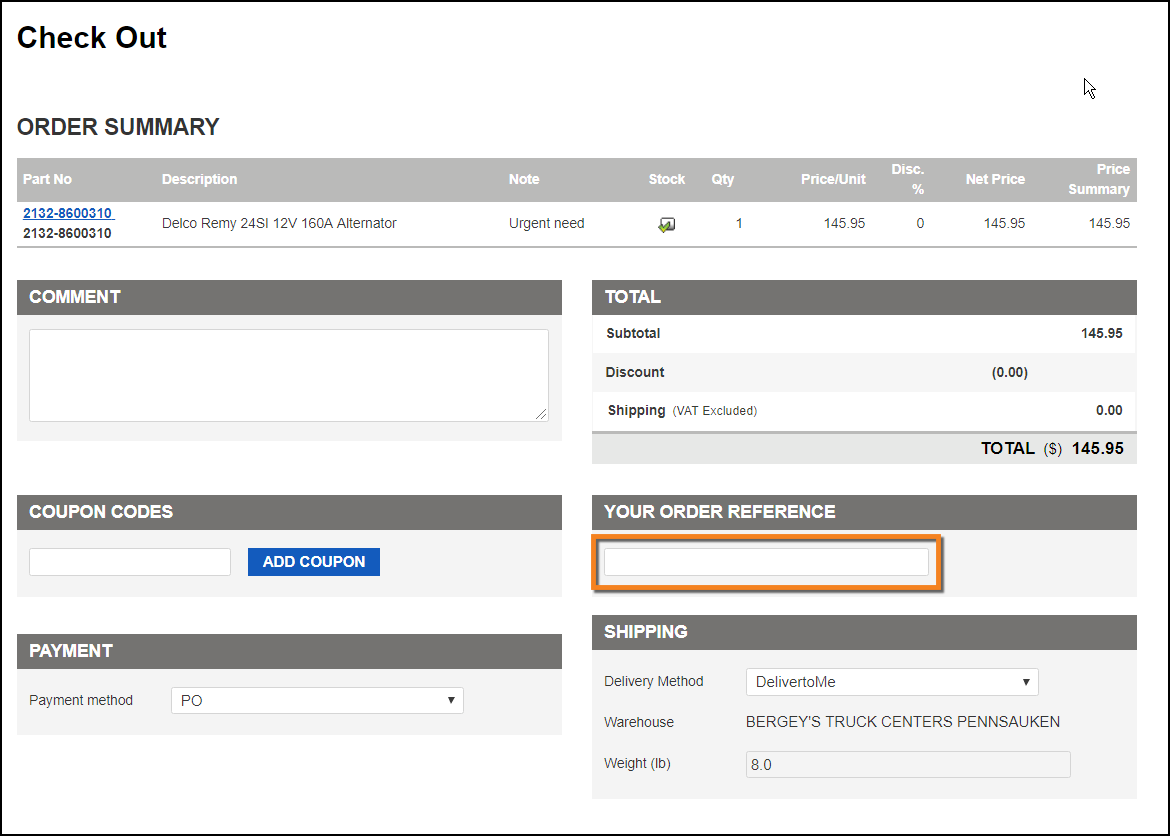 Check Out
ORDER SUMMARY
Part No Description Note Stock Qty Price/Unit Disc. % Net Price Price Summary
2132-8600310
2132-8600310
Delco Remy 24SI 12V 160A Alternator Urgent need 1 145.95 0 145.95 145.95
COMMENT
TOTAL
Subtotal 145.95
Discount (0.00)
Shipping (VAT Excluded) 0.00
TOTAL ($) 145.95
COUPON CODES
ADD COUPON
YOUR ORDER REFERENCE
PAYMENT
Payment method PO
SHIPPING
Delivery Method DelivertoMe
Warehouse BERGEY'S TRUCK CENTERS PENNSAUKEN
Weight (lb) 8.0